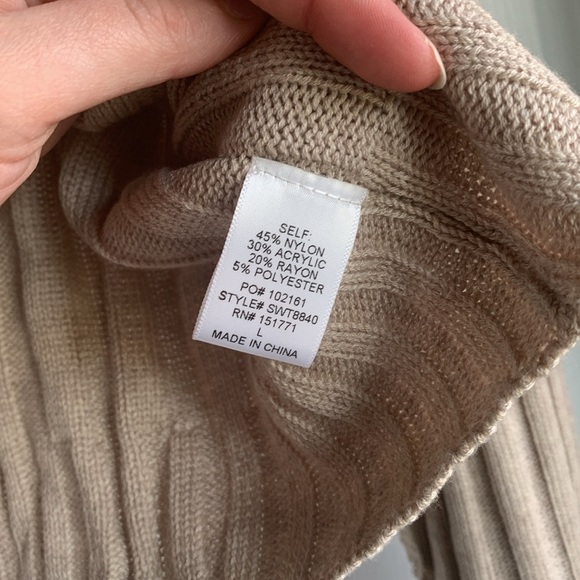 SELF:
45% NYLON
30% ACRYLIC
20% RAYON
5% POLYESTER
PO# 102161
STYLE# SWT8840
RN# 151771
L
MADE IN CHINA